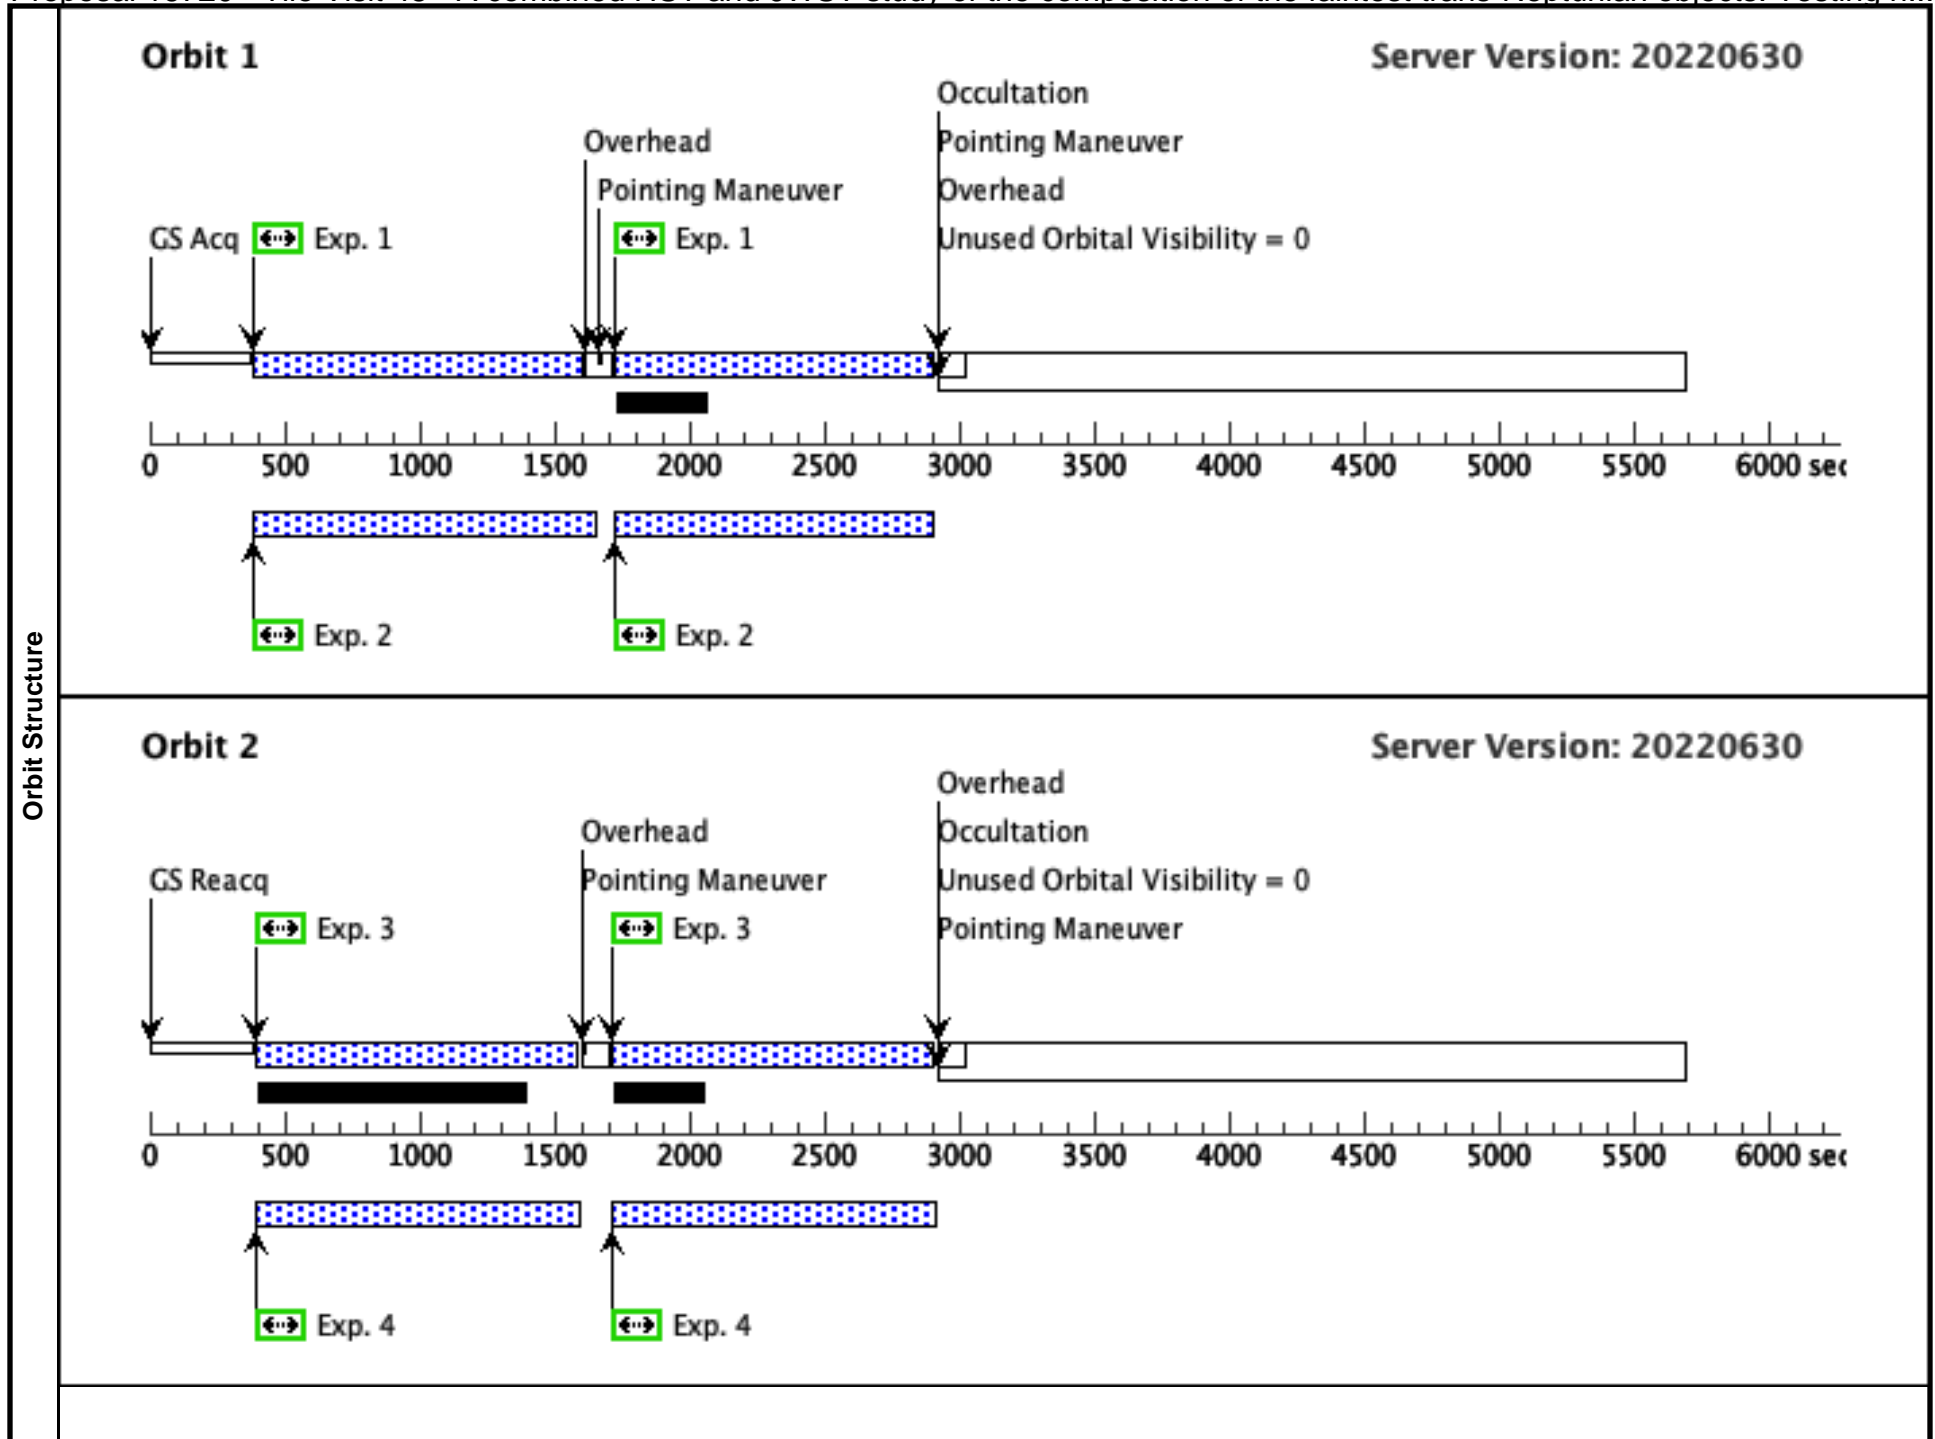 Orbit Structure
Orbit 1
Server Version: 20220630
Occultation
Overhead
Pointing Maneuver
Pointing Maneuver
Overhead
GS Acq
Exp. 1
Exp. 1
Unused Orbital Visibility = 0
0 500 1000 1500 2000 2500 3000 3500 4000 4500 5000 5500 6000 sec
Exp. 2
Exp. 2
Orbit 2
Server Version: 20220630
Overhead
Overhead
Occultation
GS Reacq
Pointing Maneuver
Unused Orbital Visibility = 0
Exp. 3
Exp. 3
Pointing Maneuver
0 500 1000 1500 2000 2500 3000 3500 4000 4500 5000 5500 6000 sec
Exp. 4
Exp. 4